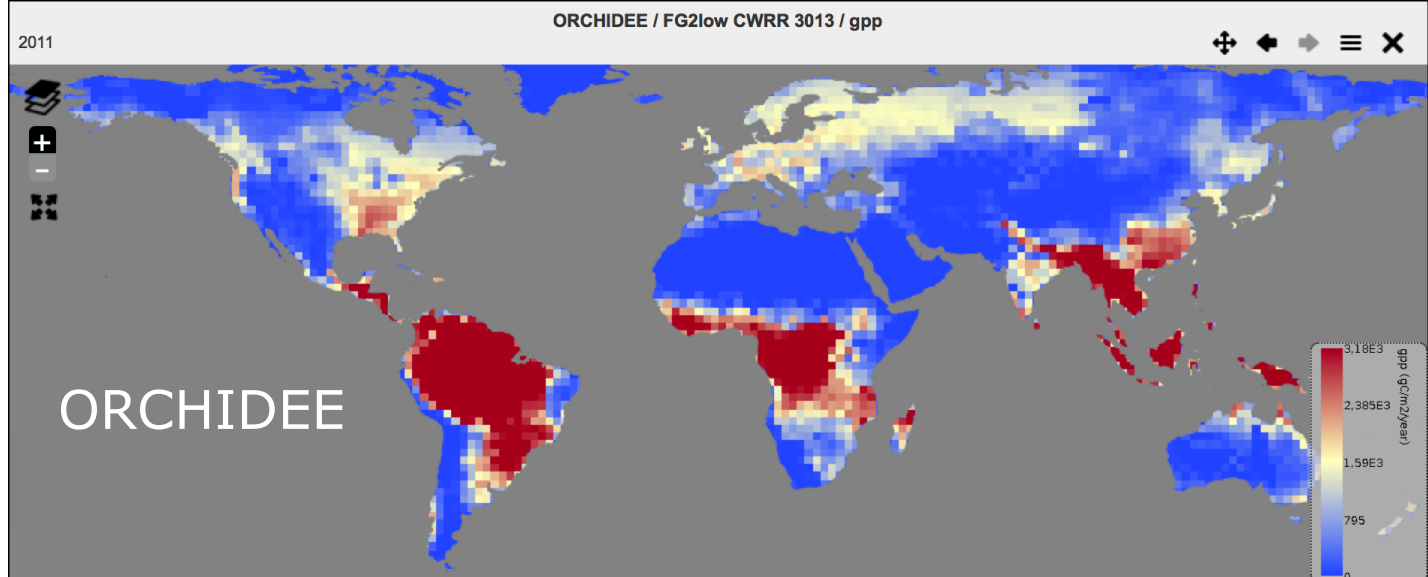 ORCHIDEE / FG2low CWRR 3013 / gpp
2011
+
−
ORCHIDEE
3.18E3
2,385E3
1.59E3
795
0
gpp (gC/m2/year)